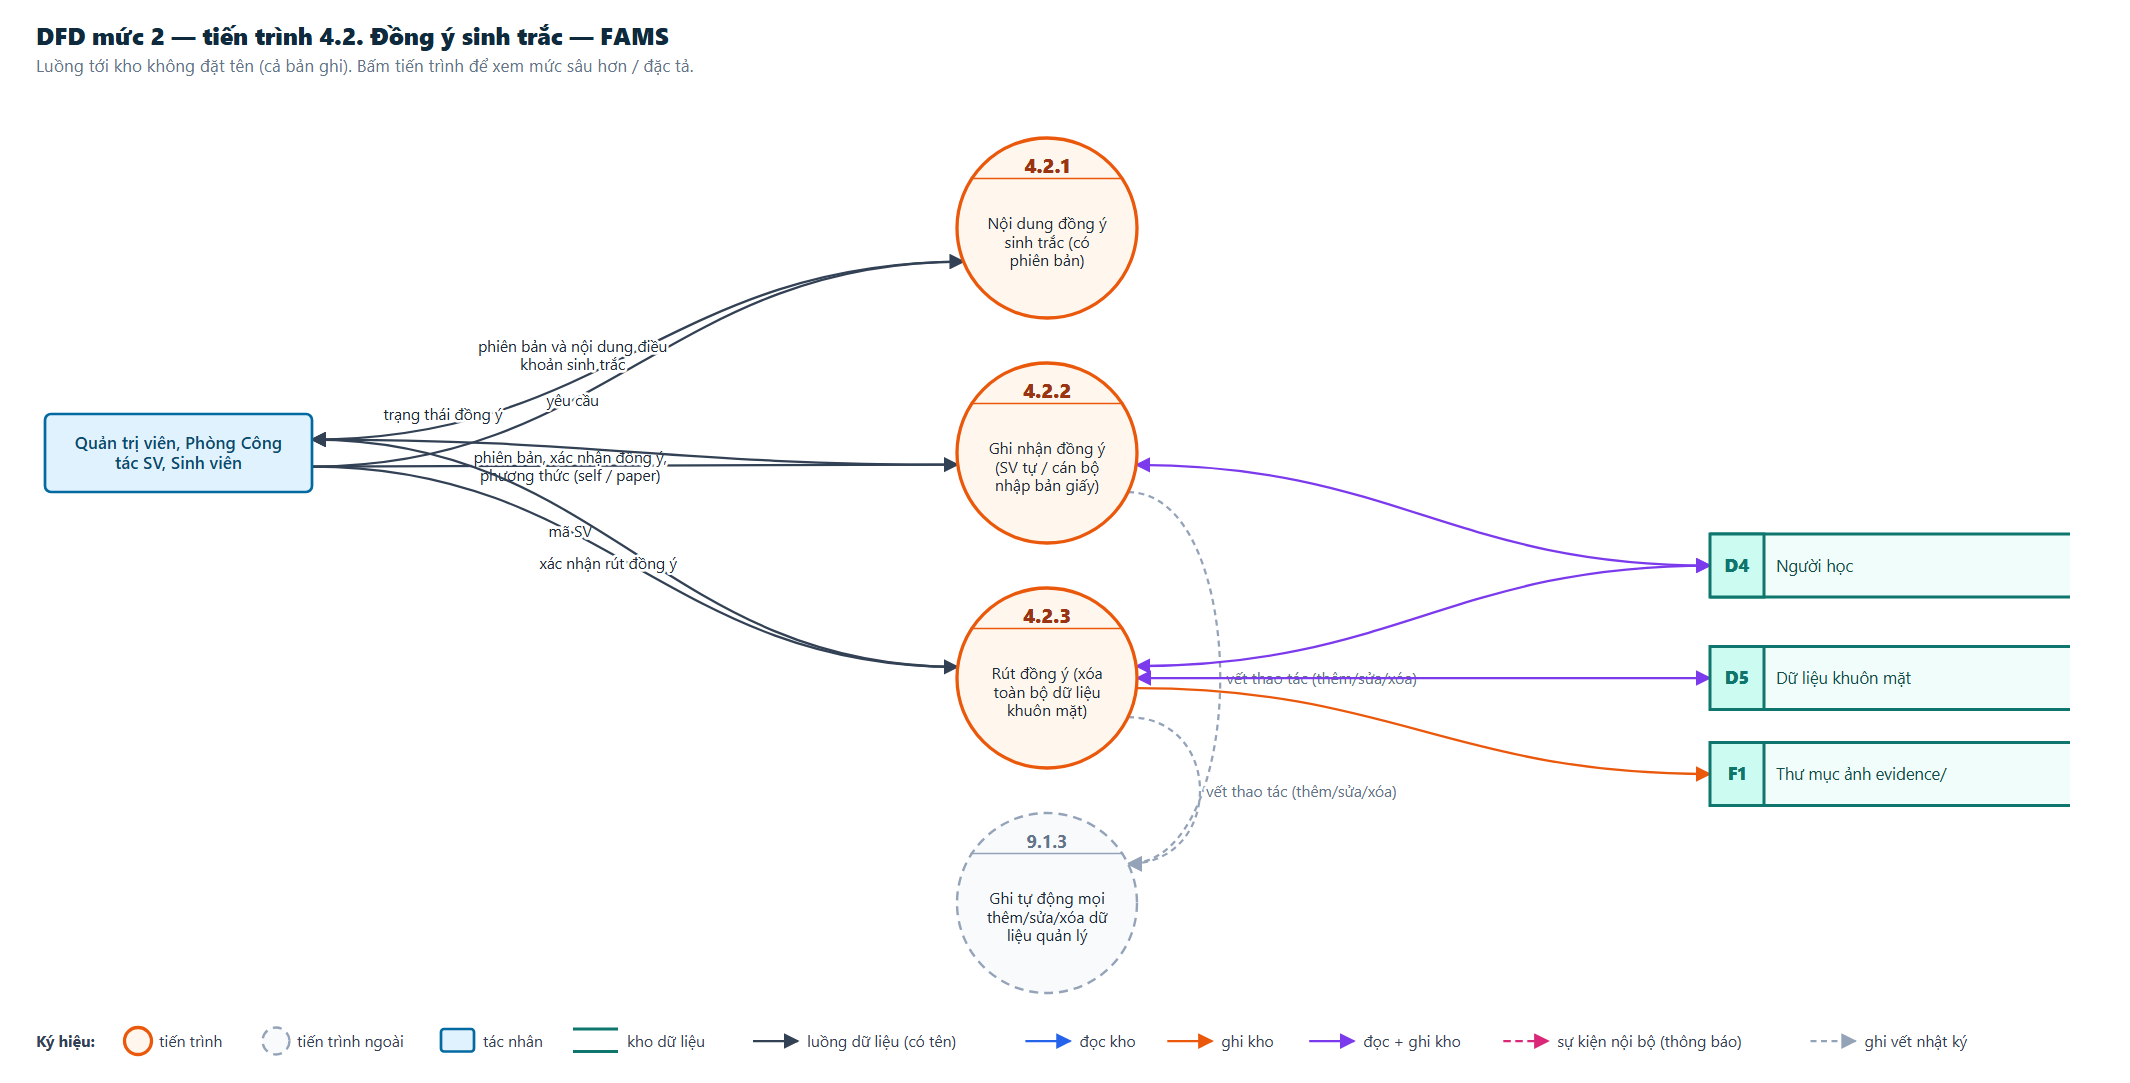 DFD mức 2 — tiến trình 4.2. Đồng ý sinh trắc — FAMS
Luồng tới kho không đặt tên (cả bản ghi). Bấm tiến trình để xem mức sâu hơn / đặc tả.
4.2.1
Nội dung đồng ý
sinh trắc (có
phiên bản)
phiên bản và nội dung điều
khoản sinh trắc
yêu cầu
trạng thái đồng ý
4.2.2
Ghi nhận đồng ý
(SV tự / cán bộ
nhập bản giấy)
Quản trị viên, Phòng Công
tác SV, Sinh viên
phiên bản, xác nhận đồng ý,
phương thức (self / paper)
mã SV
xác nhận rút đồng ý
D4
Người học
4.2.3
Rút đồng ý (xóa
toàn bộ dữ liệu
khuôn mặt)
vết thao tác (thêm/sửa/xóa)
D5
Dữ liệu khuôn mặt
F1
Thư mục ảnh evidence/
vết thao tác (thêm/sửa/xóa)
9.1.3
Ghi tự động mọi
thêm/sửa/xóa dữ
liệu quản lý
Ký hiệu:
tiến trình
tiến trình ngoài
tác nhân
kho dữ liệu
luồng dữ liệu (có tên)
đọc kho
ghi kho
đọc + ghi kho
sự kiện nội bộ (thông báo)
ghi vết nhật ký